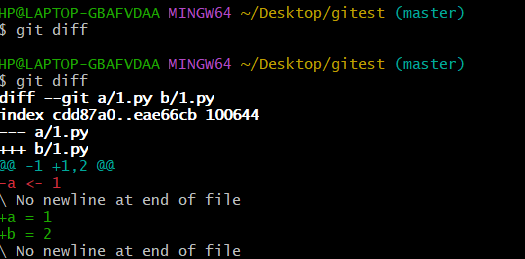 HP@LAPTOP-GBAFVDAA MINGW64 ~/Desktop/gitest (master)
$ git diff
HP@LAPTOP-GBAFVDAA MINGW64 ~/Desktop/gitest (master)
$ git diff
diff --git a/1.py b/1.py
index cdd87a0..eae66cb 100644
--- a/1.py
+++ b/1.py
@@ -1 +1,2 @@
-a <- 1
\ No newline at end of file
+a = 1
+b = 2
\ No newline at end of file